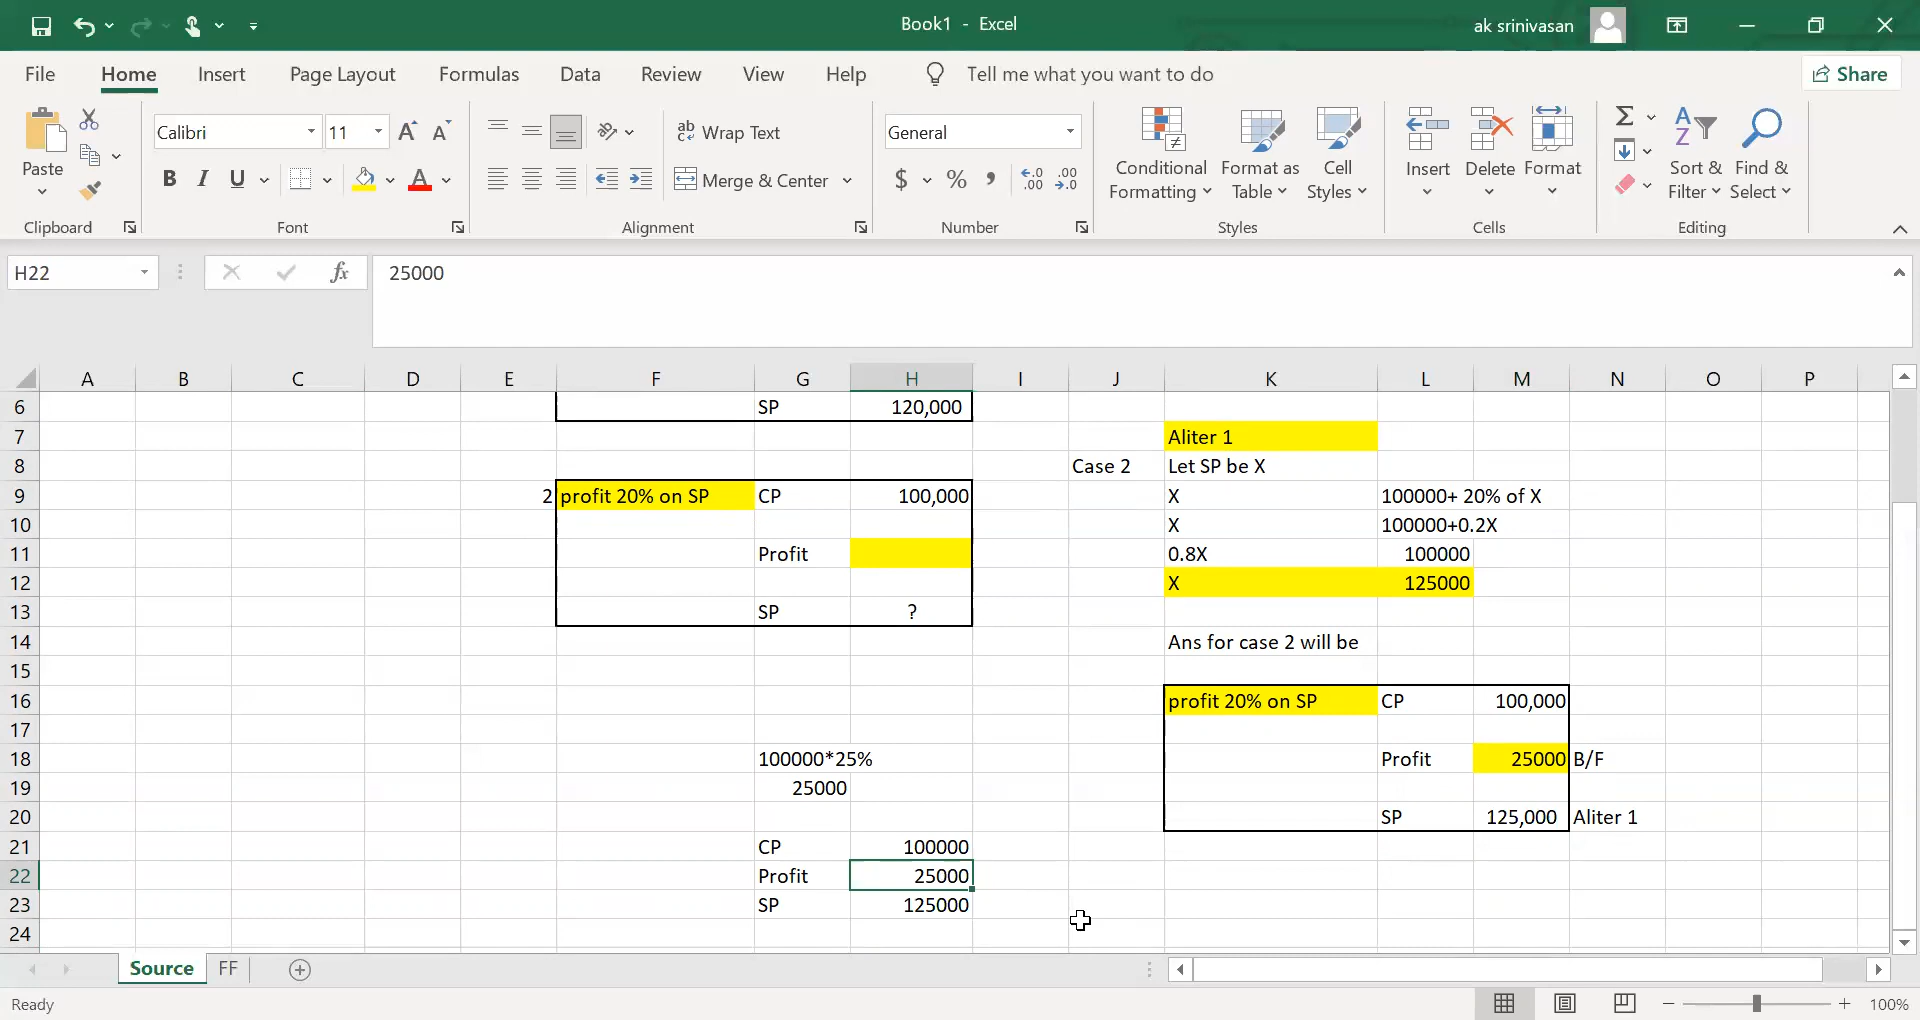 Book1 - Excel
ak srinivasan
File Home Insert Page Layout Formulas Data Review View Help Tell me what you want to do Share
Paste
Clipboard
Calibri 11
B I U
Font
ab Wrap Text
Merge & Center
Alignment
General
$ % ,
Number
Conditional Formatting
Format as Table
Cell Styles
Styles
Insert Delete Format
Cells
Sort & Filter
Find & Select
Editing
H22 fx 25000
A B C D E F G H I J K L M N O P
6 SP 120,000
7 Aliter 1
8 Case 2 Let SP be X
9 2 profit 20% on SP CP 100,000 X 100000+ 20% of X
10 X 100000+0.2X
11 Profit 0.8X 100000
12 X 125000
13 SP ?
14 Ans for case 2 will be
15
16 profit 20% on SP CP 100,000
17
18 100000*25% Profit 25000 B/F
19 25000
20 SP 125,000 Aliter 1
21 CP 100000
22 Profit 25000
23 SP 125000
24
Source FF
Ready 100%